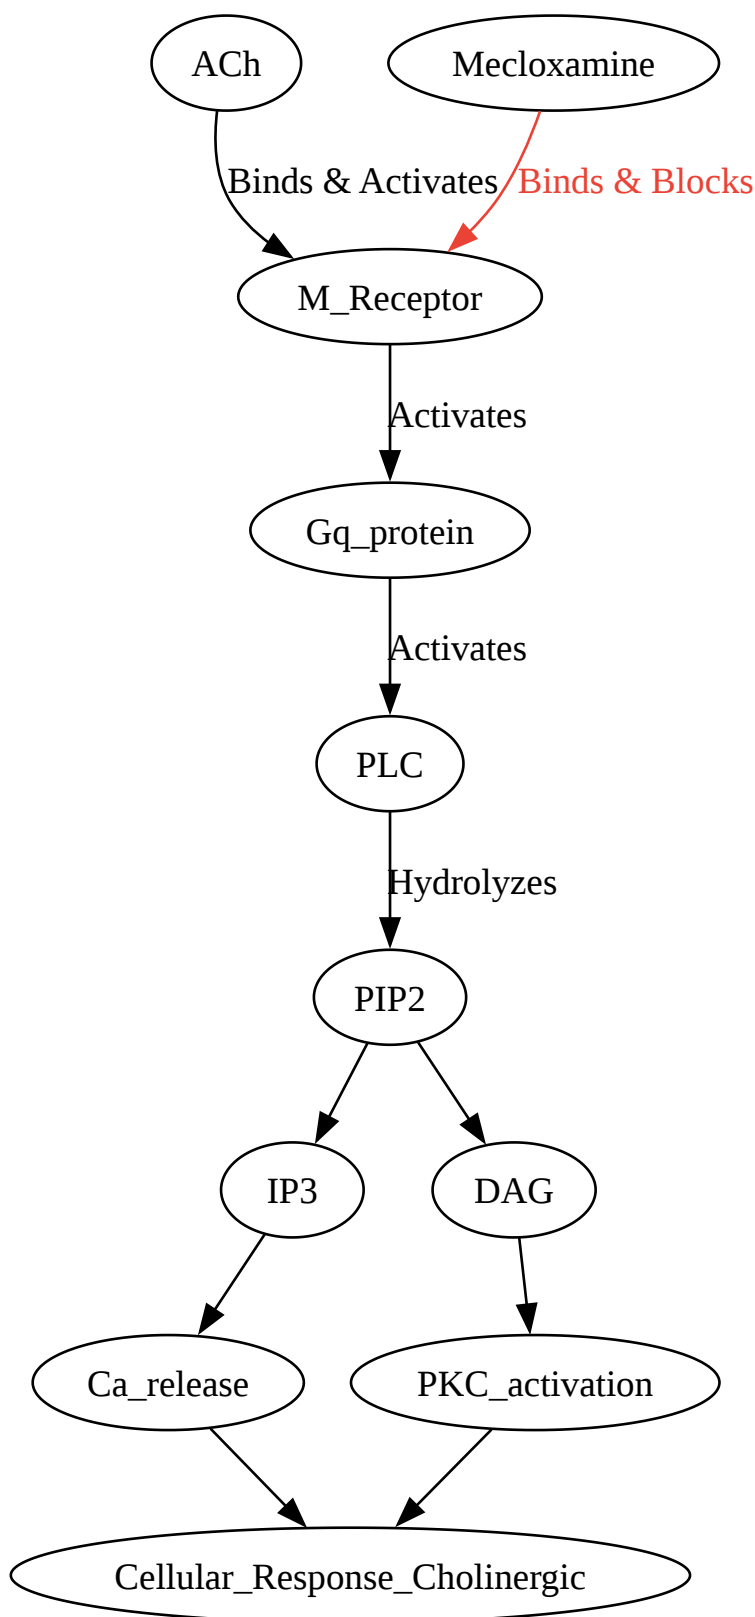 ACh
Mecloxamine
Binds & Activates
Binds & Blocks
M_Receptor
Activates
Gq_protein
Activates
PLC
Hydrolyzes
PIP2
IP3
DAG
Ca_release
PKC_activation
Cellular_Response_Cholinergic